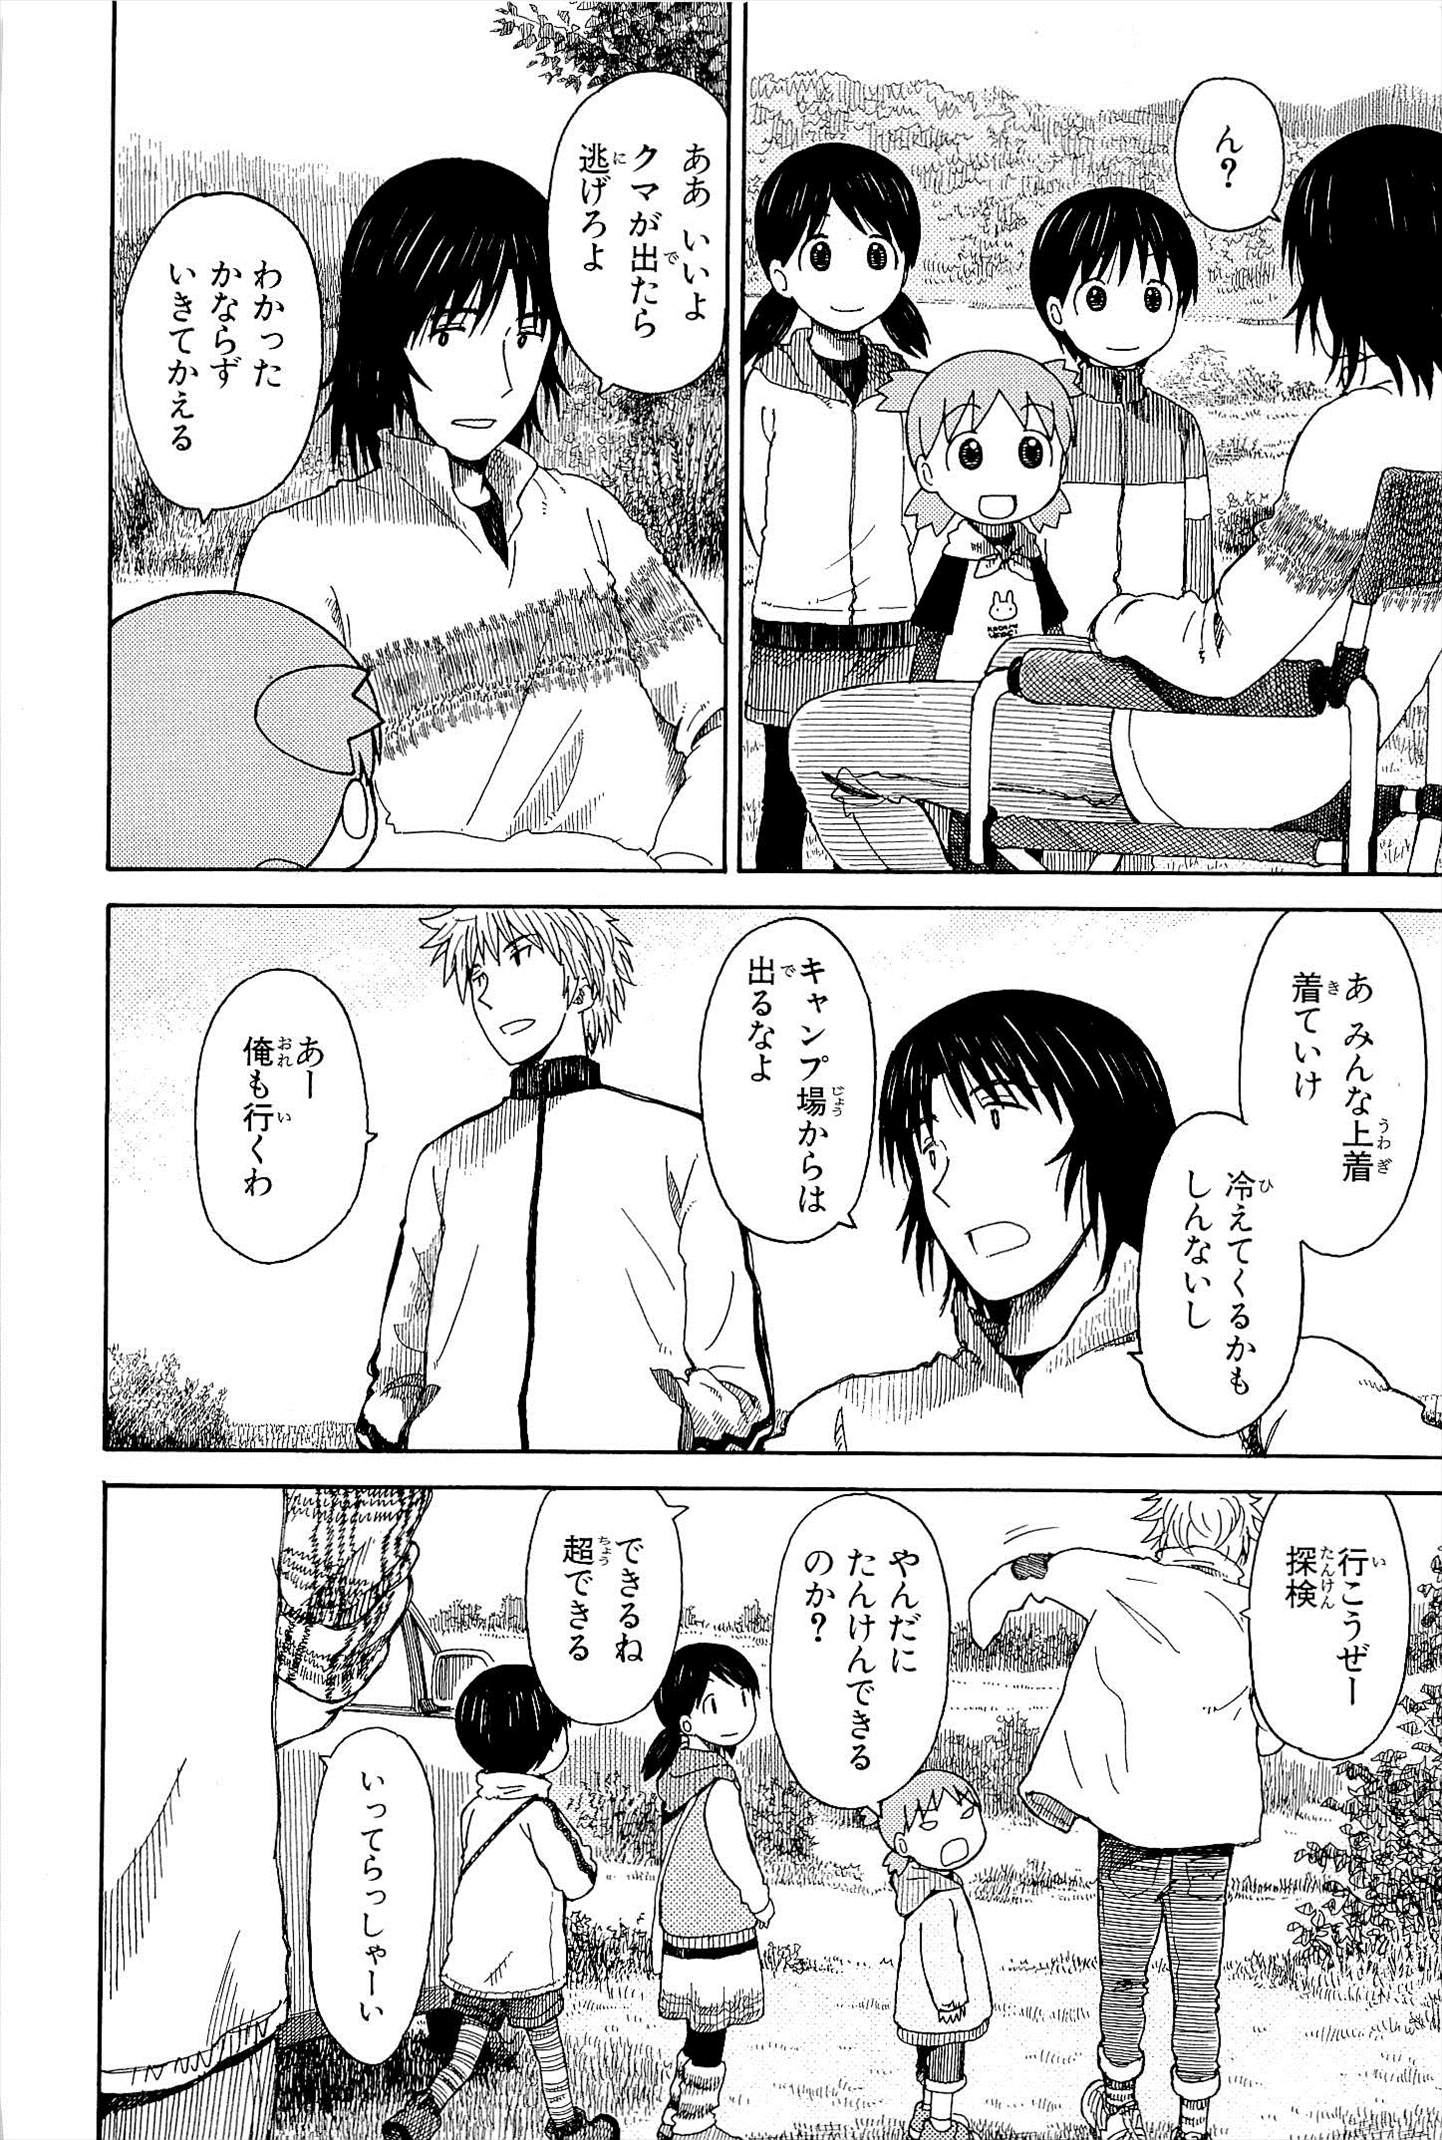 ん？
ああ いいよ
クマが出たら
逃げろよ
わかった
かならず
いきてかえる
あ みんな上着
着ていけ
冷えてくるかも
しんないし
キャンプ場からは
出るなよ
あー
俺も行くわ
行こうぜー
探検
やんだに
たんけんできる
のか？
できるね
超できる
いってらっしゃーい